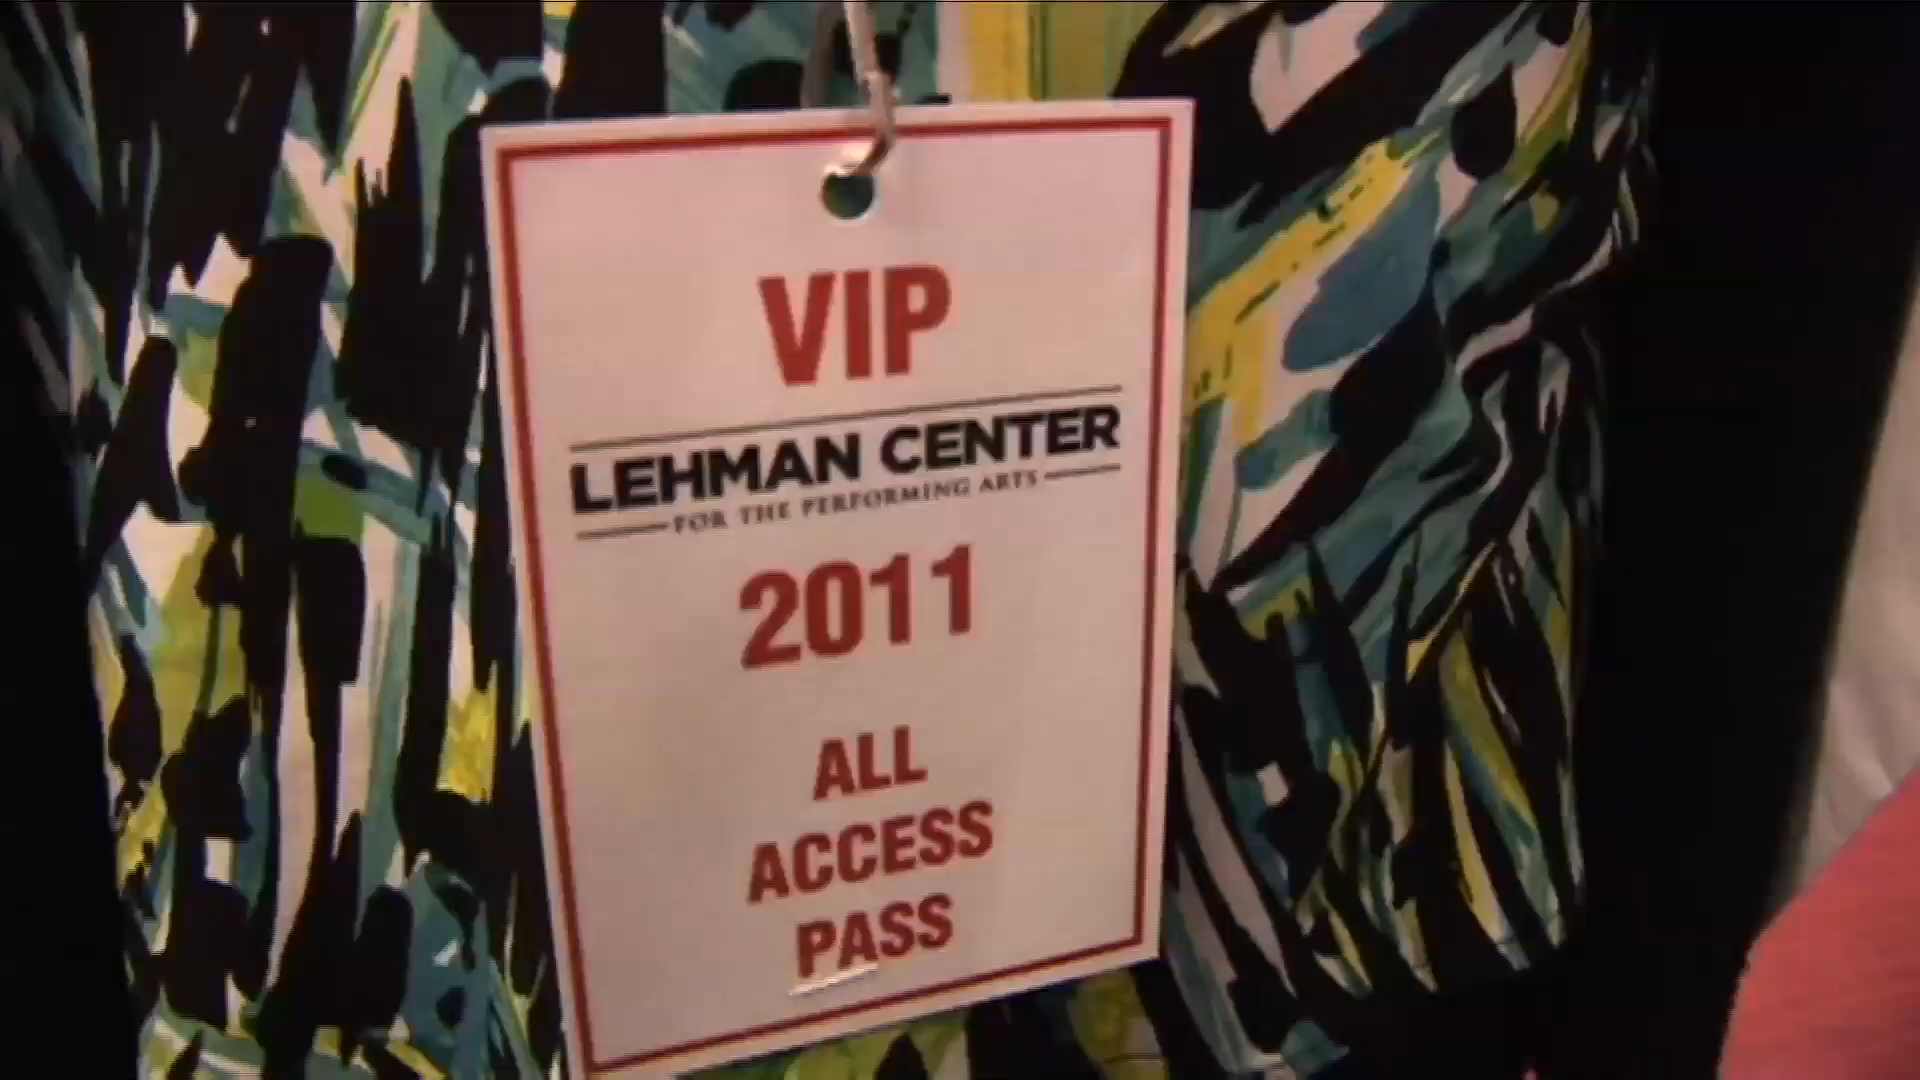 VIP
LEHMAN CENTER
FOR THE PERFORMING ARTS
2011
ALL
ACCESS
PASS